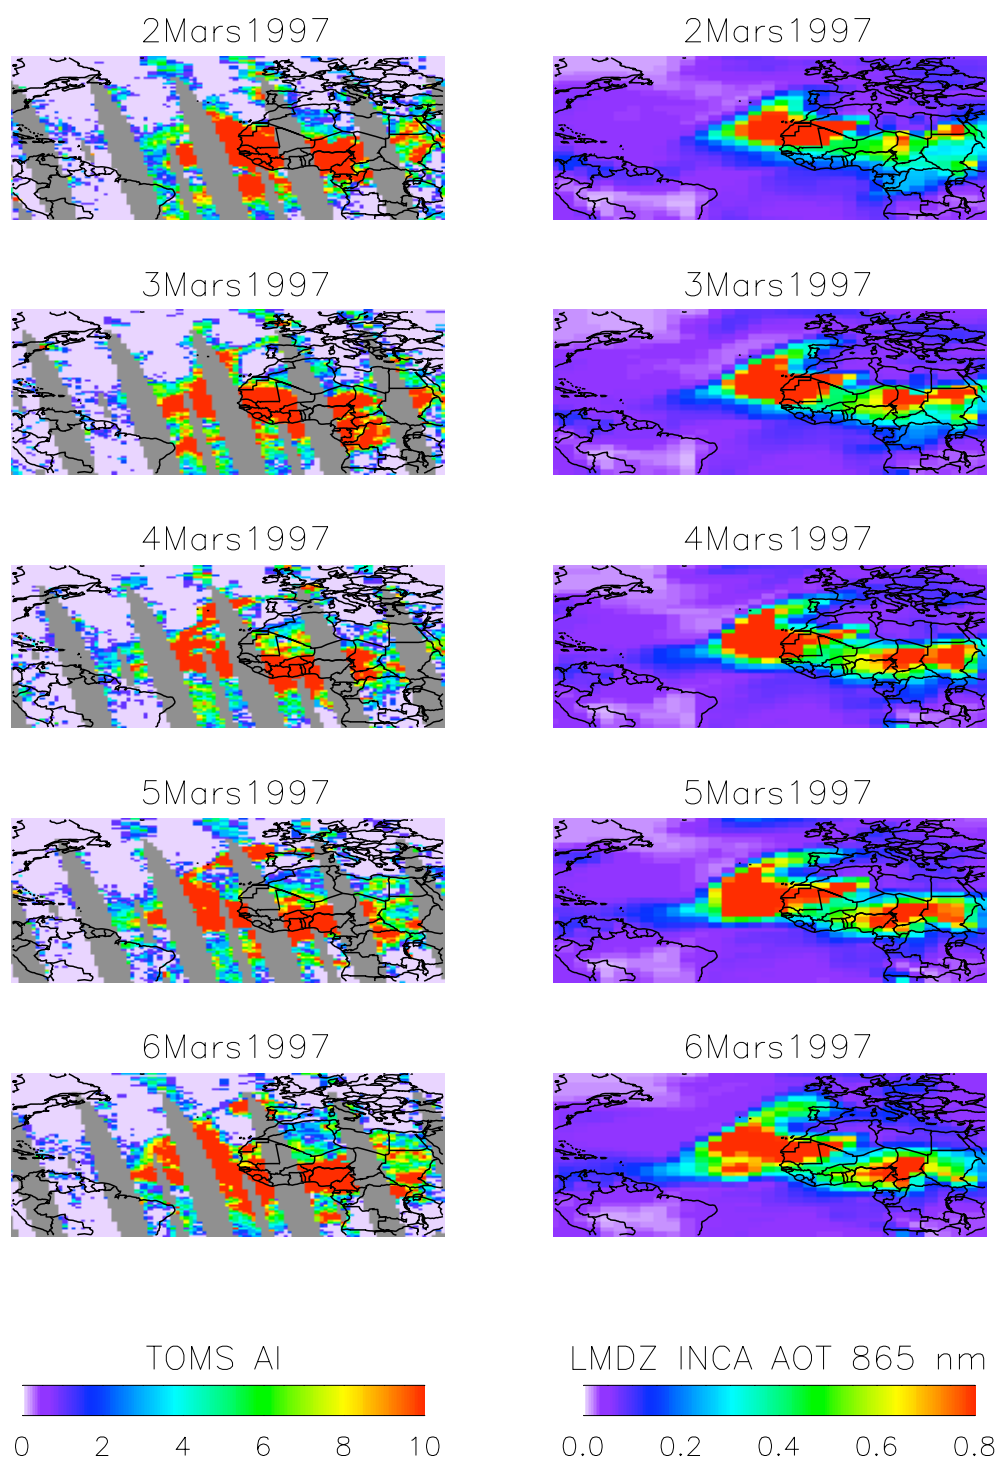 2Mars1997 2Mars1997
3Mars1997 3Mars1997
4Mars1997 4Mars1997
5Mars1997 5Mars1997
6Mars1997 6Mars1997
TOMS AI LMDZ INCA AOT 865 nm
0 2 4 6 8 10 0.0 0.2 0.4 0.6 0.8